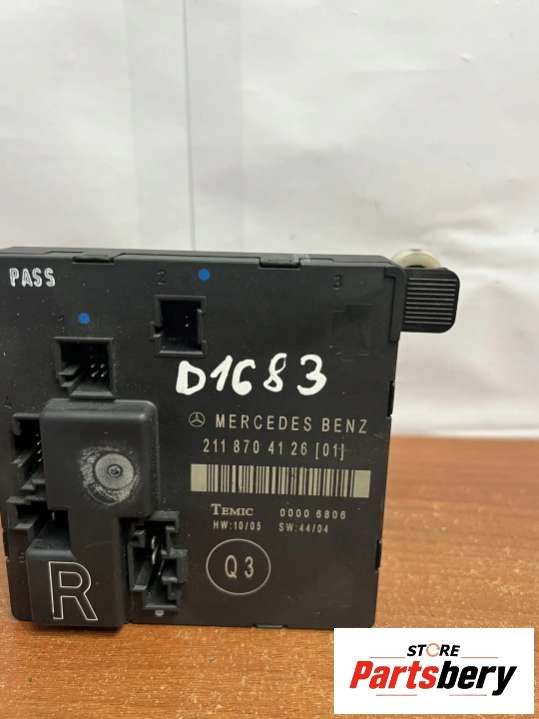 PASS
2
3
D1683
MERCEDES BENZ
211 870 41 26 [01]
TEMIC 0000 6806
HW:10/05 SW:44/04
Q3
R
STORE
Partsbery